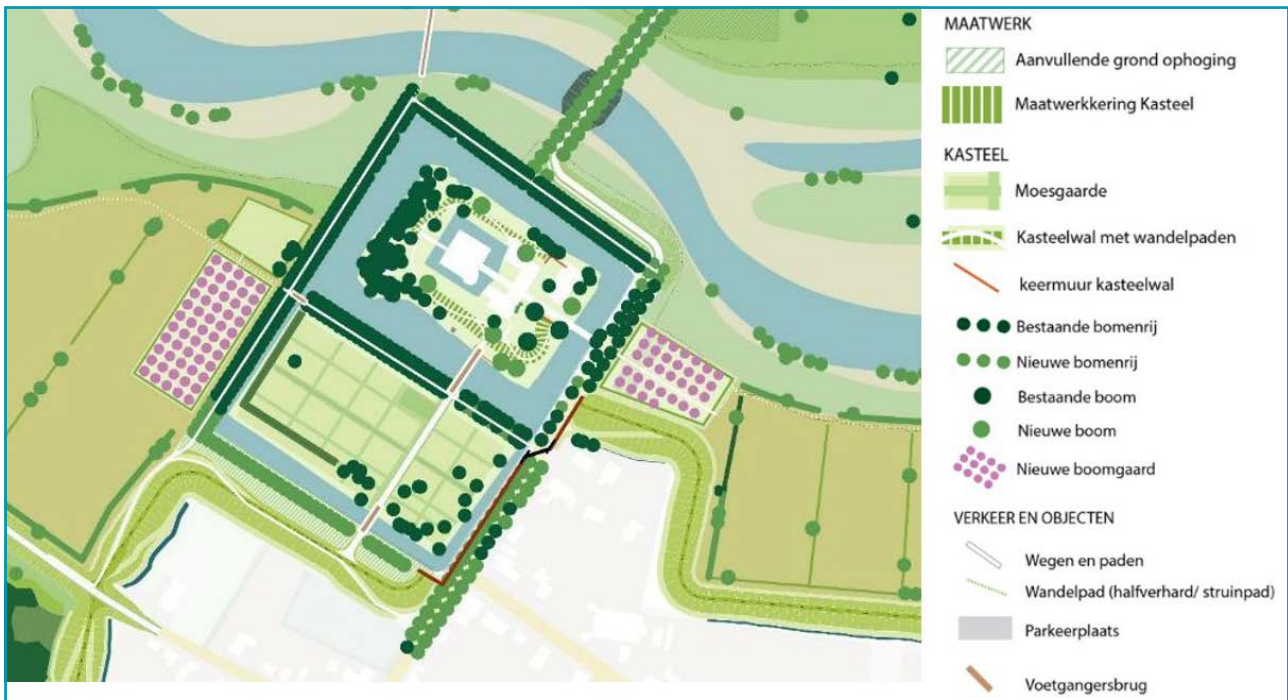 MAATWERK
Aanvullende grond ophoging
Maatwerkkering Kasteel
KASTEEL
Moesgaarde
Kasteelwal met wandelpaden
keermuur kasteelwal
Bestaande bomenrij
Nieuwe bomenrij
Bestaande boom
Nieuwe boom
Nieuwe boomgaard
VERKEER EN OBJECTEN
Wegen en paden
Wandelpad (halfverhard/ struinpad)
Parkeerplaats
Voetgangersbrug